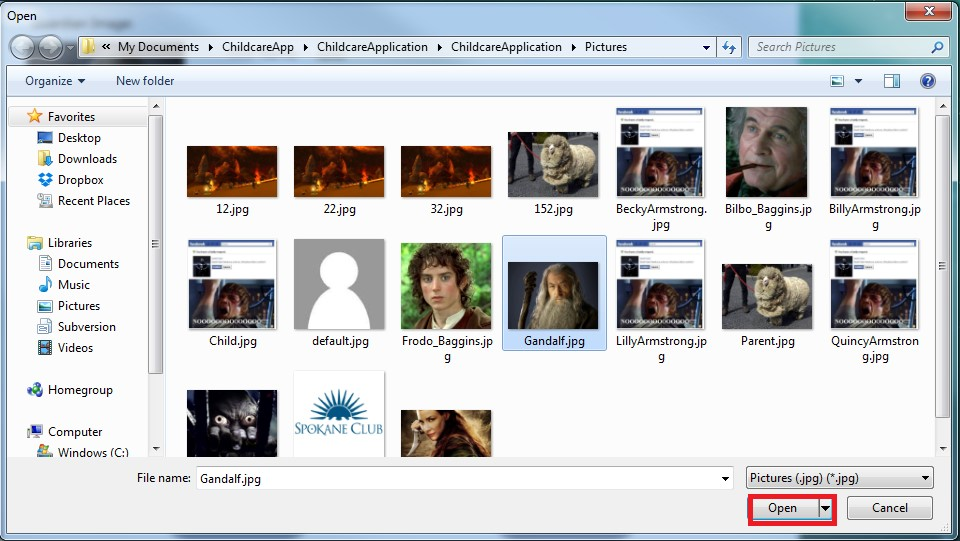 Open
« My Documents ChildcareApp ChildcareApplication ChildcareApplication Pictures Search Pictures
Organize New folder
Favorites
Desktop
Downloads
Dropbox
Recent Places
Libraries
Documents
Music
Pictures
Subversion
Videos
Homegroup
Computer
Windows (C:)
12.jpg 22.jpg 32.jpg 152.jpg BeckyArmstrong. Bilbo_Baggins.jp BillyArmstrong.jp
jpg g g
Child.jpg default.jpg Frodo_Baggins.jp Gandalf.jpg LillyArmstrong.jp Parent.jpg QuincyArmstron
g g g.jpg
SPOKANE CLUB
File name: Gandalf.jpg Pictures (.jpg) (*.jpg)
Open Cancel